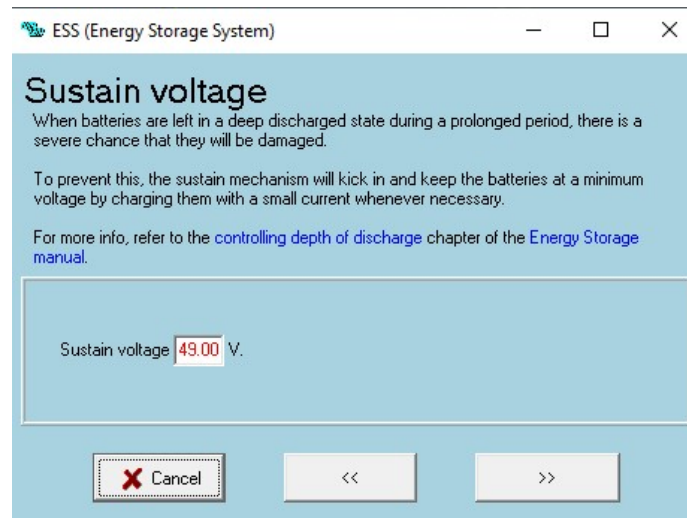 ESS (Energy Storage System)
Sustain voltage
When batteries are left in a deep discharged state during a prolonged period, there is a
severe chance that they will be damaged.
To prevent this, the sustain mechanism will kick in and keep the batteries at a minimum
voltage by charging them with a small current whenever necessary.
For more info, refer to the controlling depth of discharge chapter of the Energy Storage
manual.
Sustain voltage 49.00 V.
Cancel << >>